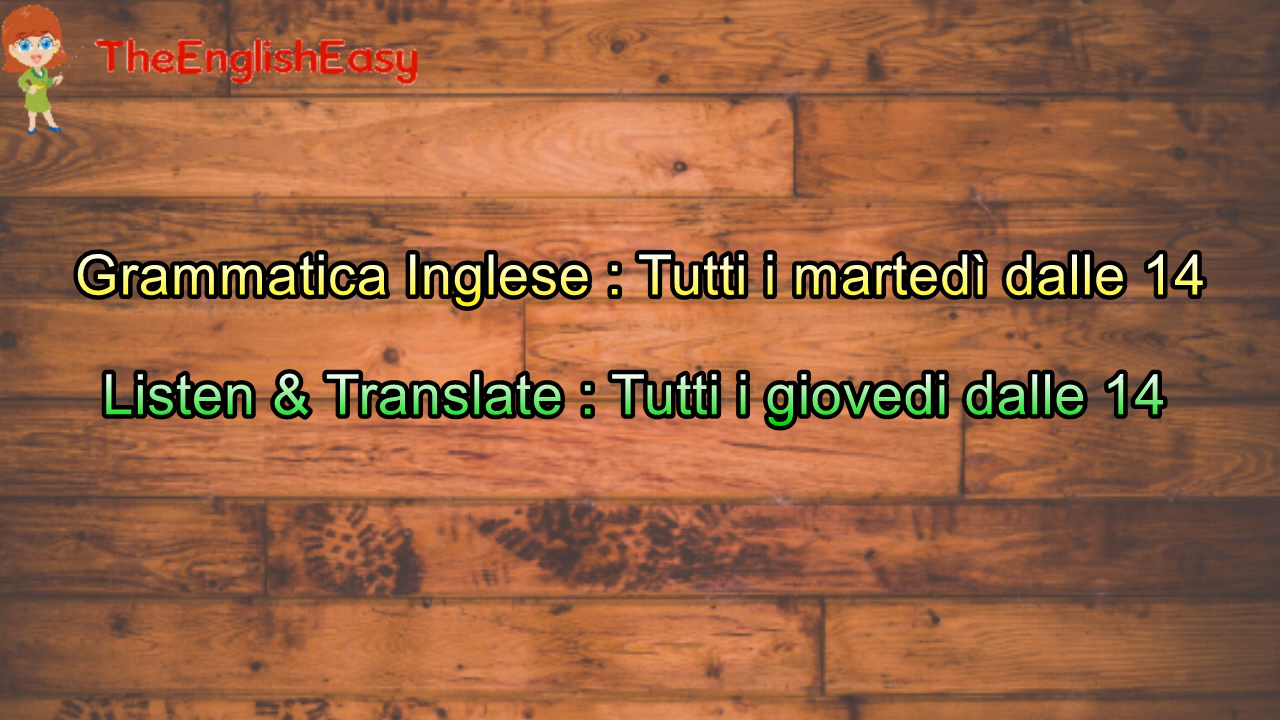 TheEnglishEasy
Grammatica Inglese : Tutti i martedì dalle 14
Listen & Translate : Tutti i giovedi dalle 14